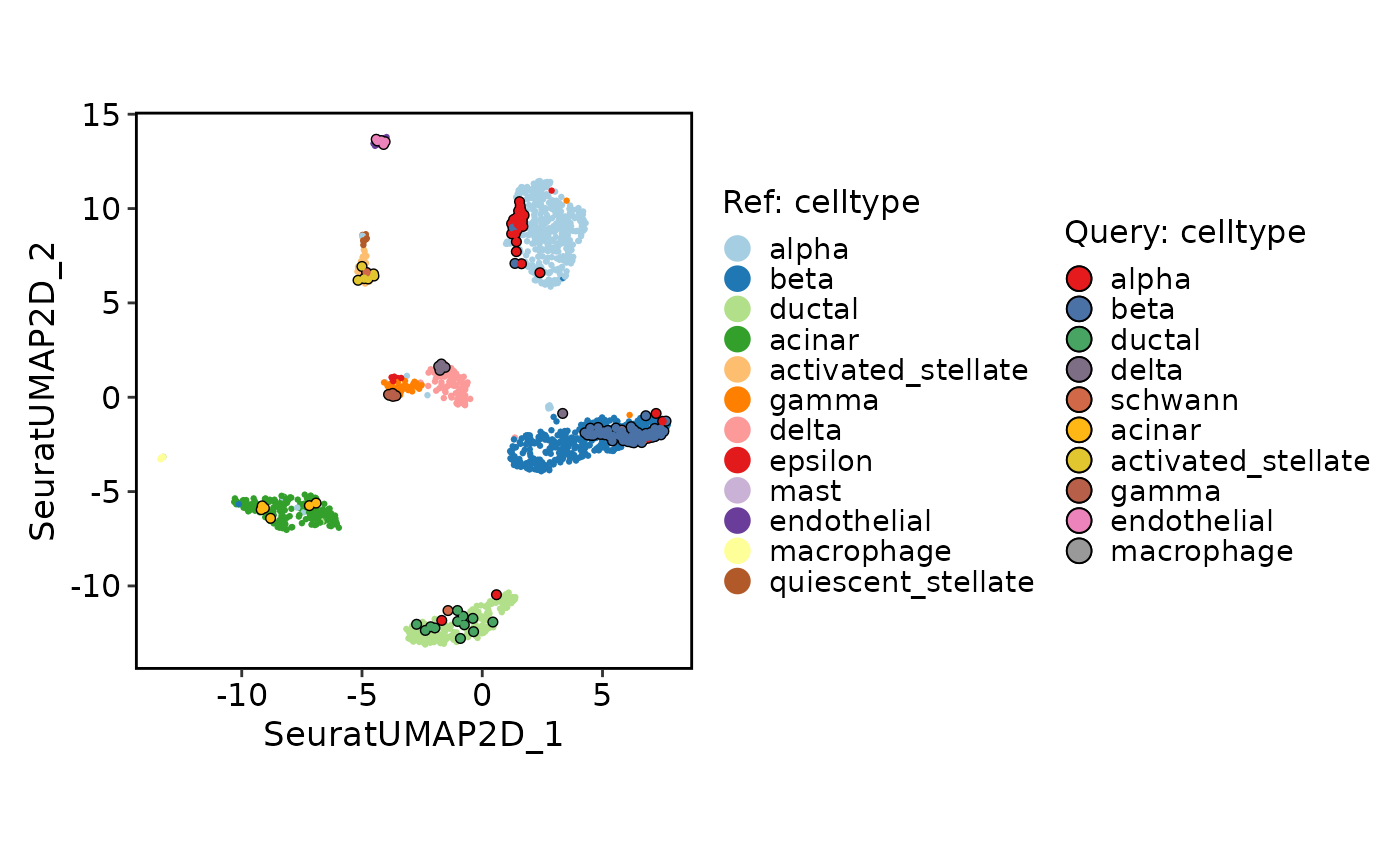 15
10
5
0
-5
-10
SeuratUMAP2D_2
-10 -5 0 5
SeuratUMAP2D_1
Ref: celltype
alpha
beta
ductal
acinar
activated_stellate
gamma
delta
epsilon
mast
endothelial
macrophage
quiescent_stellate
Query: celltype
alpha
beta
ductal
delta
schwann
acinar
activated_stellate
gamma
endothelial
macrophage